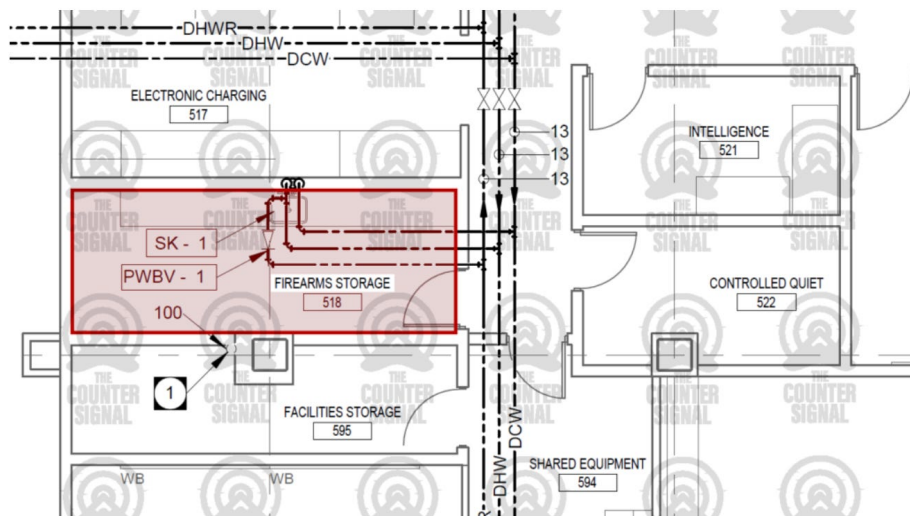 DHWR
DHW
DCW
ELECTRONIC CHARGING
517
13
13
13
INTELLIGENCE
521
SK - 1
PWBV - 1
FIREARMS STORAGE
518
CONTROLLED QUIET
522
100
1
FACILITIES STORAGE
595
DCW
DHW
SHARED EQUIPMENT
594
WB
WB
THE
COUNTER
SIGNAL